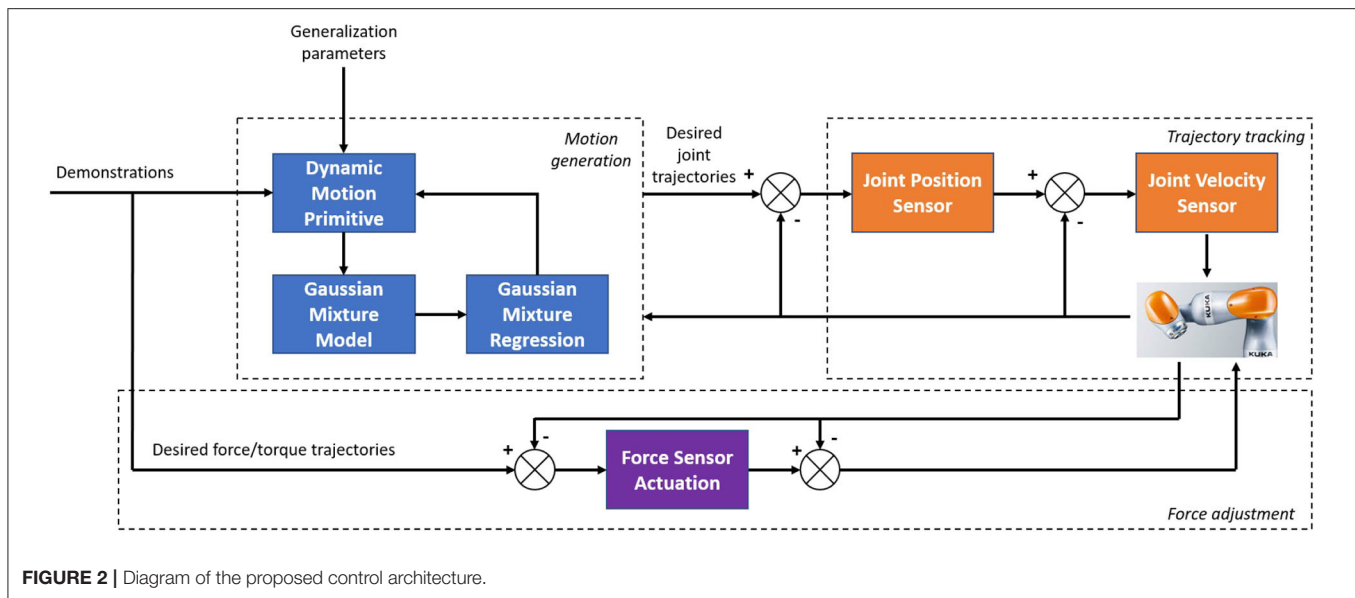 Generalization
parameters
Demonstrations
Motion
generation
Dynamic
Motion
Primitive
Gaussian
Mixture
Model
Gaussian
Mixture
Regression
Desired
joint
trajectories
+
-
Trajectory tracking
Joint Position
Sensor
+
-
Joint Velocity
Sensor
KUKA
KUKA
Desired force/torque trajectories
+
-
Force Sensor
Actuation
+
-
Force adjustment
FIGURE 2 | Diagram of the proposed control architecture.